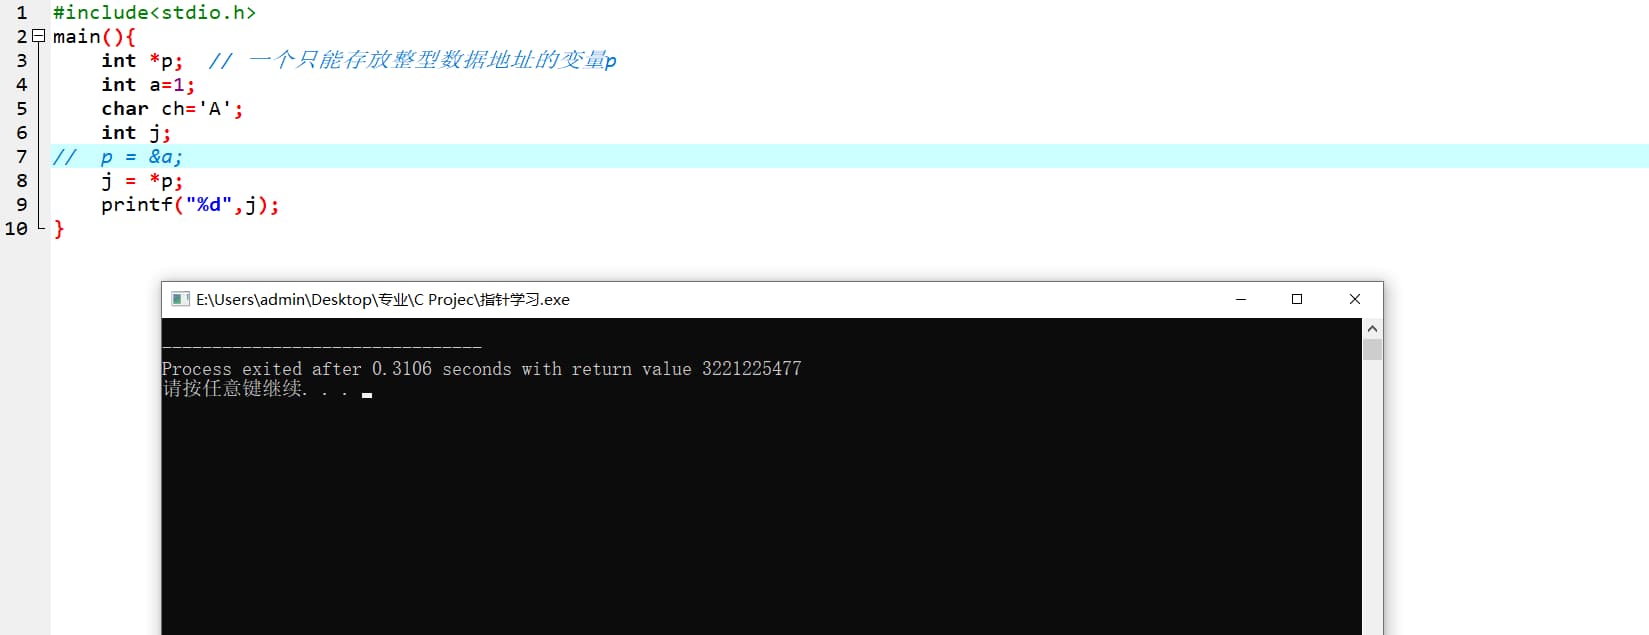 1 #include<stdio.h>
2 main(){
3 int *p; // 一个只能存放整型数据地址的变量p
4 int a=1;
5 char ch='A';
6 int j;
7 // p = &a;
8 j = *p;
9 printf("%d",j);
10 }
E:\Users\admin\Desktop\专业\C Projec\指针学习.exe
--------------------------------
Process exited after 0.3106 seconds with return value 3221225477
请按任意键继续. . .